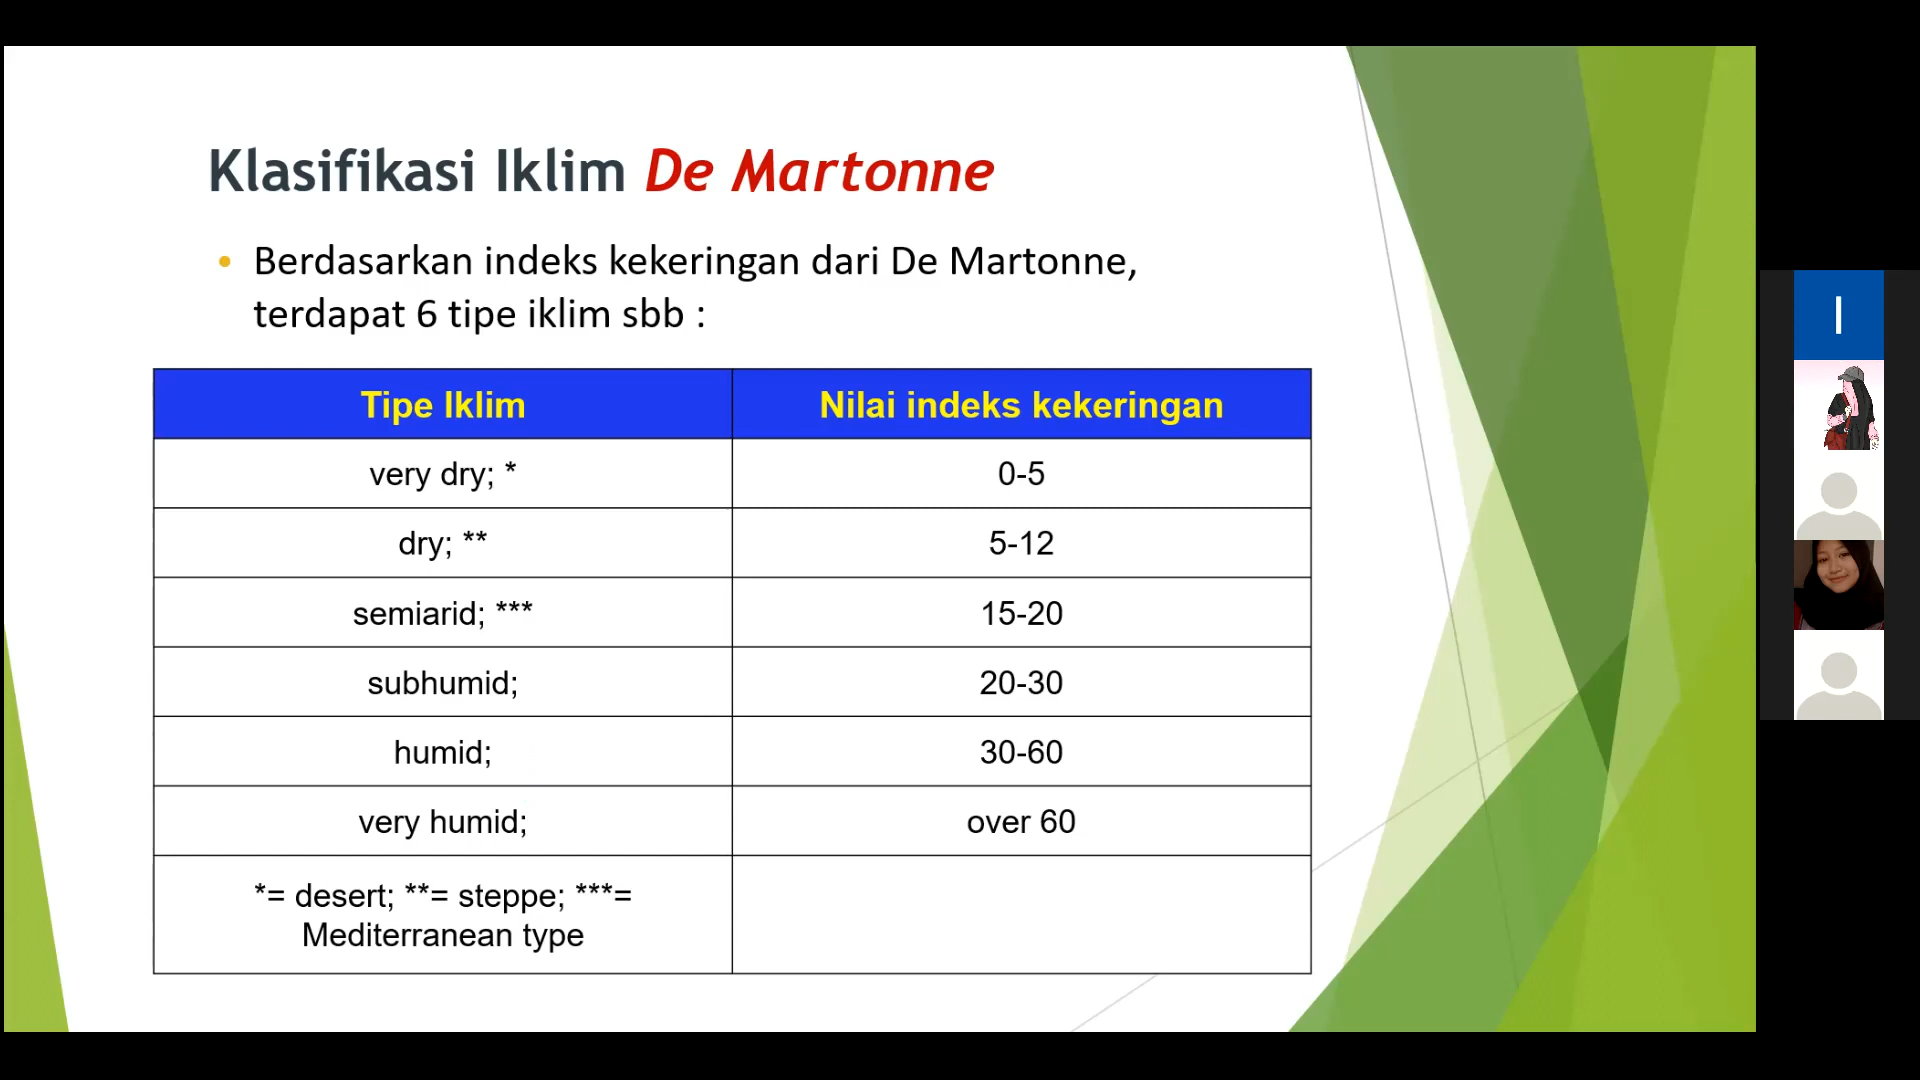 Klasifikasi Iklim De Martonne
• Berdasarkan indeks kekeringan dari De Martonne,
terdapat 6 tipe iklim sbb :
Tipe Iklim Nilai indeks kekeringan
very dry; * 0-5
dry; ** 5-12
semiarid; *** 15-20
subhumid; 20-30
humid; 30-60
very humid; over 60
*= desert; **= steppe; ***=
Mediterranean type
I